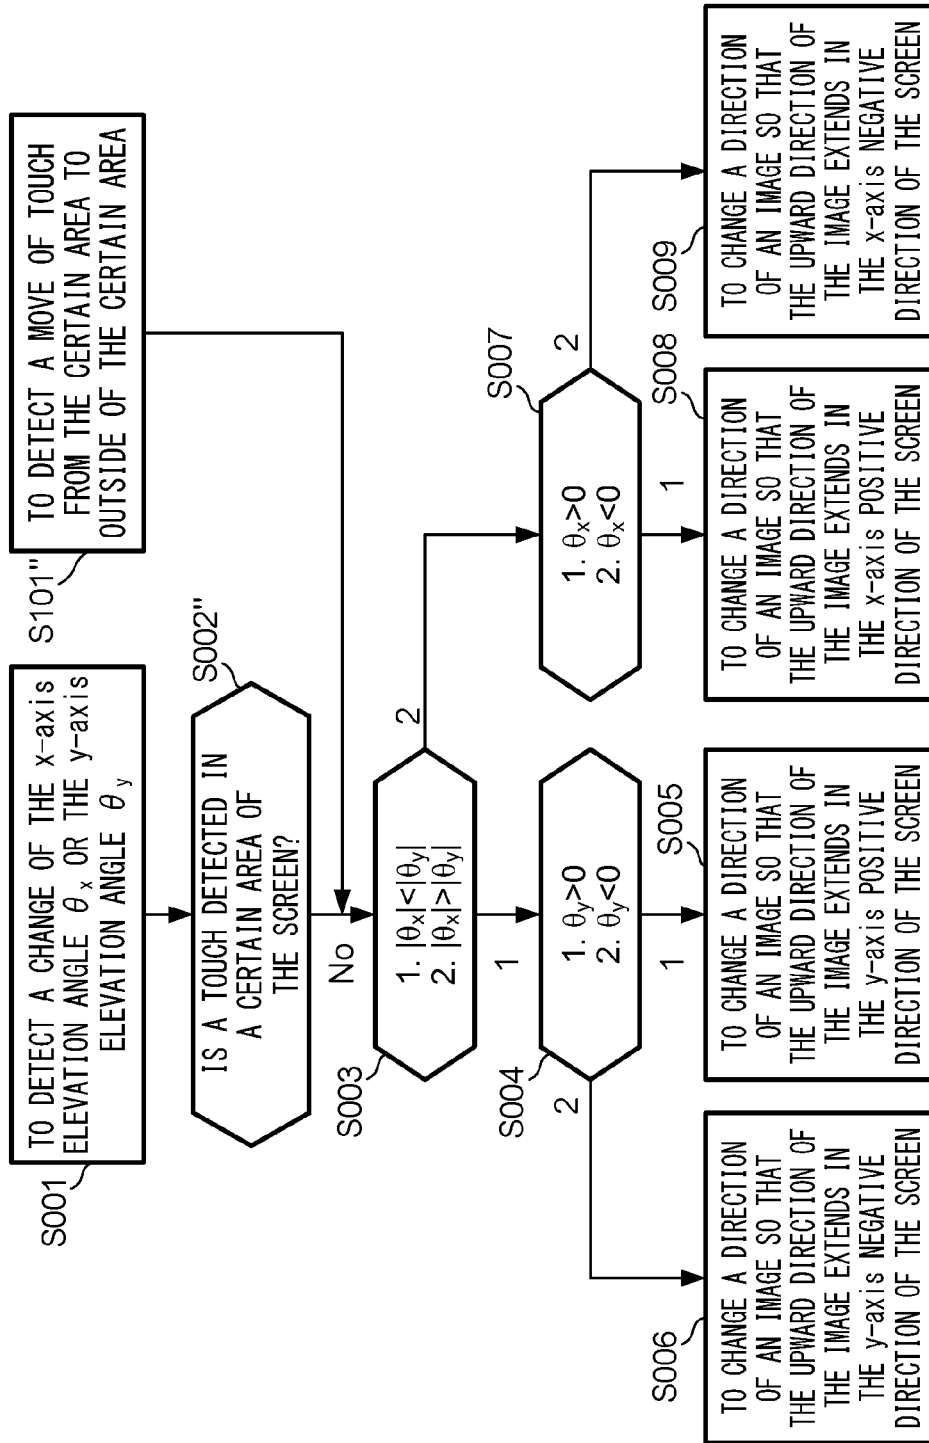 TO DETECT A CHANGE OF THE x-axis
ELEVATION ANGLE θx OR THE y-axis
ELEVATION ANGLE θy
S001
TO DETECT A MOVE OF TOUCH
FROM THE CERTAIN AREA TO
OUTSIDE OF THE CERTAIN AREA
S101"
IS A TOUCH DETECTED IN
A CERTAIN AREA OF
THE SCREEN?
S002"
No
S003
1. |θx|<|θy|
2. |θx|>|θy|
2
1
S004
1. θy>0
2. θy<0
2
1
S007
1. θx>0
2. θx<0
2
1
S006
TO CHANGE A DIRECTION
OF AN IMAGE SO THAT
THE UPWARD DIRECTION OF
THE IMAGE EXTENDS IN
THE y-axis NEGATIVE
DIRECTION OF THE SCREEN
S005
TO CHANGE A DIRECTION
OF AN IMAGE SO THAT
THE UPWARD DIRECTION OF
THE IMAGE EXTENDS IN
THE y-axis POSITIVE
DIRECTION OF THE SCREEN
S008
TO CHANGE A DIRECTION
OF AN IMAGE SO THAT
THE UPWARD DIRECTION OF
THE IMAGE EXTENDS IN
THE x-axis POSITIVE
DIRECTION OF THE SCREEN
S009
TO CHANGE A DIRECTION
OF AN IMAGE SO THAT
THE UPWARD DIRECTION OF
THE IMAGE EXTENDS IN
THE x-axis NEGATIVE
DIRECTION OF THE SCREEN